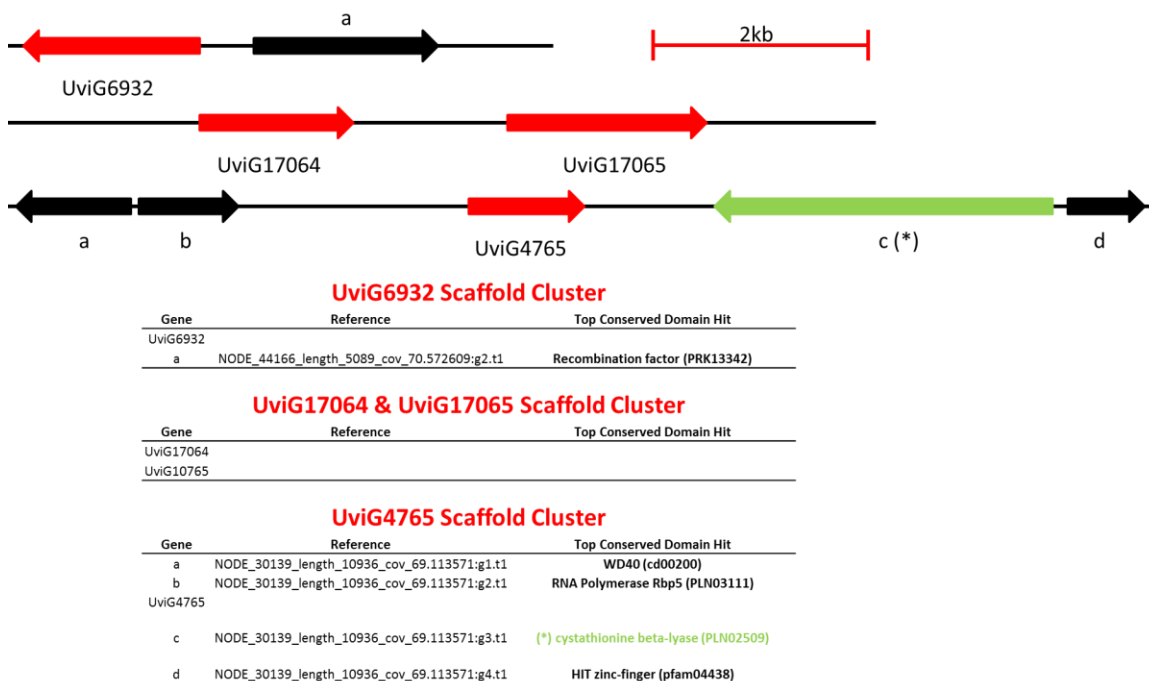 a
2kb
UviG6932
UviG17064 UviG17065
a b UviG4765 c (*) d
UviG6932 Scaffold Cluster
Gene Reference Top Conserved Domain Hit
UviG6932
a NODE_44166_length_5089_cov_70.572609:g2.t1 Recombination factor (PRK13342)
UviG17064 & UviG17065 Scaffold Cluster
Gene Reference Top Conserved Domain Hit
UviG17064
UviG10765
UviG4765 Scaffold Cluster
Gene Reference Top Conserved Domain Hit
a NODE_30139_length_10936_cov_69.113571:g1.t1 WD40 (cd00200)
b NODE_30139_length_10936_cov_69.113571:g2.t1 RNA Polymerase Rbp5 (PLN03111)
UviG4765
c NODE_30139_length_10936_cov_69.113571:g3.t1 (*) cystathionine beta-lyase (PLN02509)
d NODE_30139_length_10936_cov_69.113571:g4.t1 HIT zinc-finger (pfam04438)